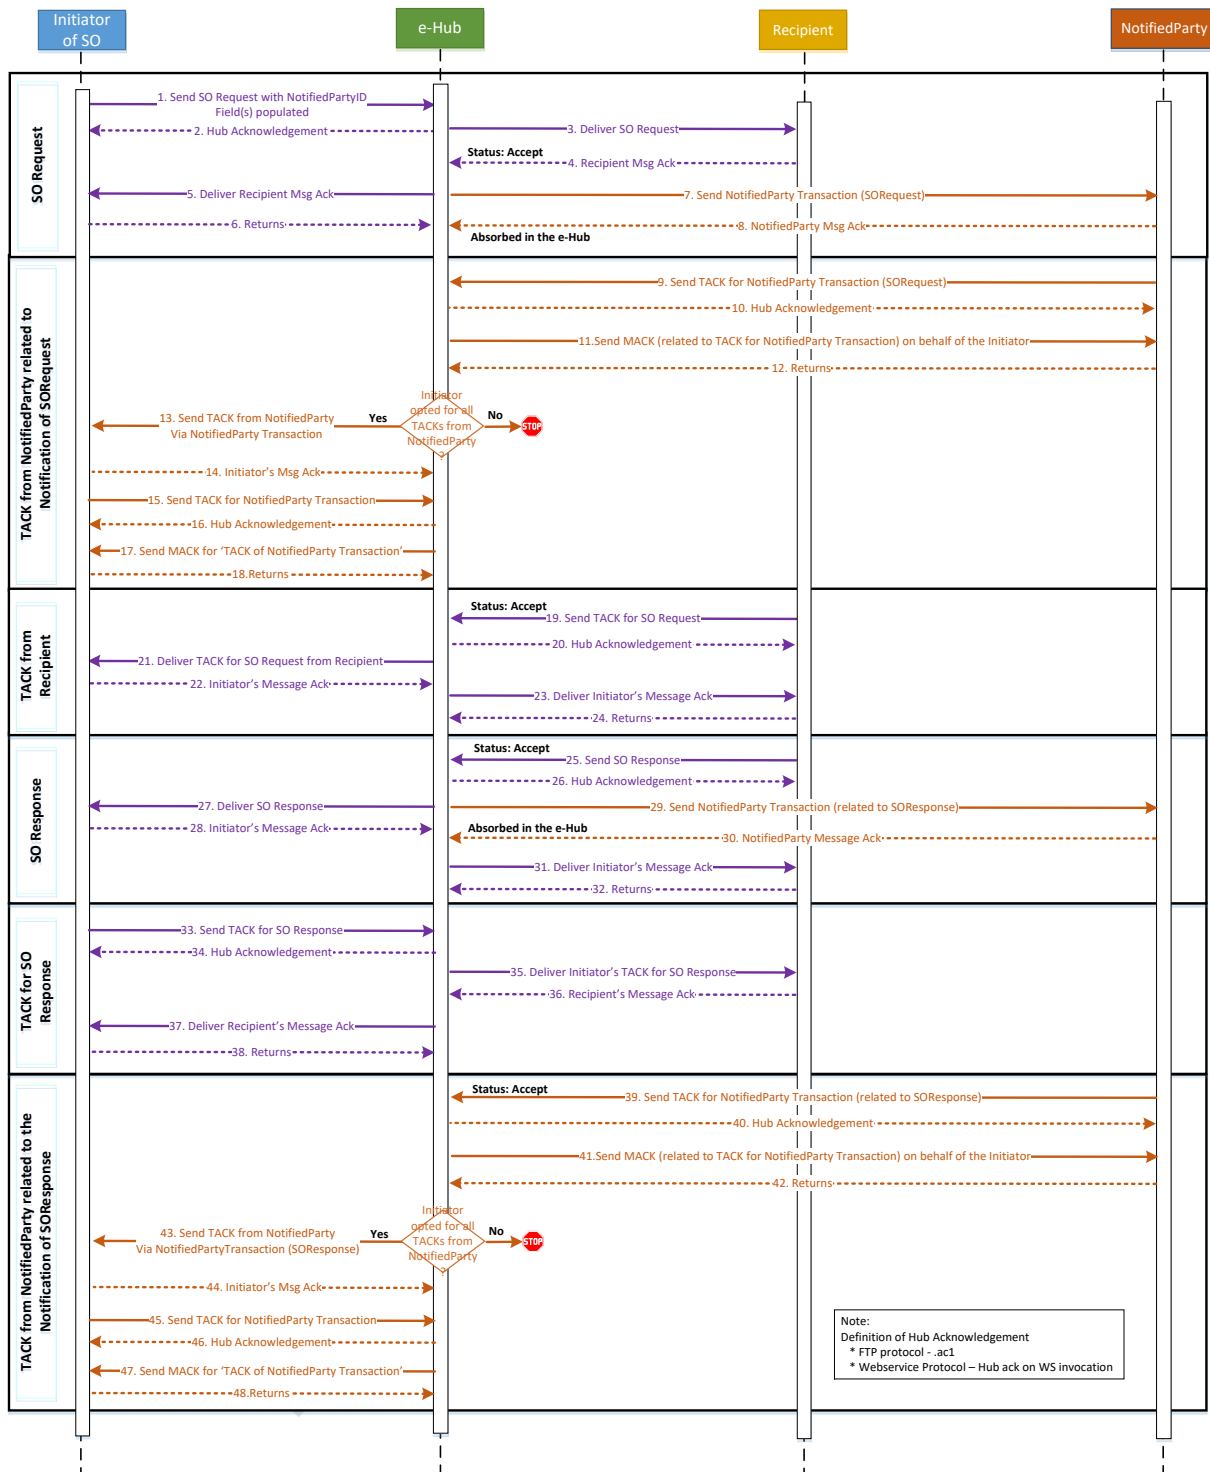 Initiator
of SO
e-Hub
Recipient
NotifiedParty
SO Request
1. Send SO Request with NotifiedPartyID
Field(s) populated
2. Hub Acknowledgement
3. Deliver SO Request
Status: Accept
4. Recipient Msg Ack
5. Deliver Recipient Msg Ack
7. Send NotifiedParty Transaction (SORequest)
6. Returns
8. NotifiedParty Msg Ack
Absorbed in the e-Hub
TACK from NotifiedParty related to
Notification of SORequest
9. Send TACK for NotifiedParty Transaction (SORequest)
10. Hub Acknowledgement
11.Send MACK (related to TACK for NotifiedParty Transaction) on behalf of the Initiator
12. Returns
Initiator
opted for all
TACKs from
NotifiedParty
?
Yes
No
STOP
13. Send TACK from NotifiedParty
Via NotifiedParty Transaction
14. Initiator's Msg Ack
15. Send TACK for NotifiedParty Transaction
16. Hub Acknowledgement
17. Send MACK for ‘TACK of NotifiedParty Transaction’
18.Returns
TACK from
Recipient
Status: Accept
19. Send TACK for SO Request
20. Hub Acknowledgement
21. Deliver TACK for SO Request from Recipient
22. Initiator's Message Ack
23. Deliver Initiator's Message Ack
24. Returns
SO Response
Status: Accept
25. Send SO Response
26. Hub Acknowledgement
27. Deliver SO Response
29. Send NotifiedParty Transaction (related to SOResponse)
28. Initiator's Message Ack
Absorbed in the e-Hub
30. NotifiedParty Message Ack
31. Deliver Initiator's Message Ack
32. Returns
TACK for SO
Response
33. Send TACK for SO Response
34. Hub Acknowledgement
35. Deliver Initiator's TACK for SO Response
36. Recipient's Message Ack
37. Deliver Recipient's Message Ack
38. Returns
TACK from NotifiedParty related to the
Notification of SOResponse
Status: Accept
39. Send TACK for NotifiedParty Transaction (related to SOResponse)
40. Hub Acknowledgement
41.Send MACK (related to TACK for NotifiedParty Transaction) on behalf of the Initiator
42. Returns
Initiator
opted for all
TACKs from
NotifiedParty
?
Yes
No
STOP
43. Send TACK from NotifiedParty
Via NotifiedPartyTransaction (SOResponse)
44. Initiator's Msg Ack
45. Send TACK for NotifiedParty Transaction
46. Hub Acknowledgement
47. Send MACK for ‘TACK of NotifiedParty Transaction’
48.Returns
Note:
Definition of Hub Acknowledgement
* FTP protocol - .ac1
* Webservice Protocol – Hub ack on WS invocation